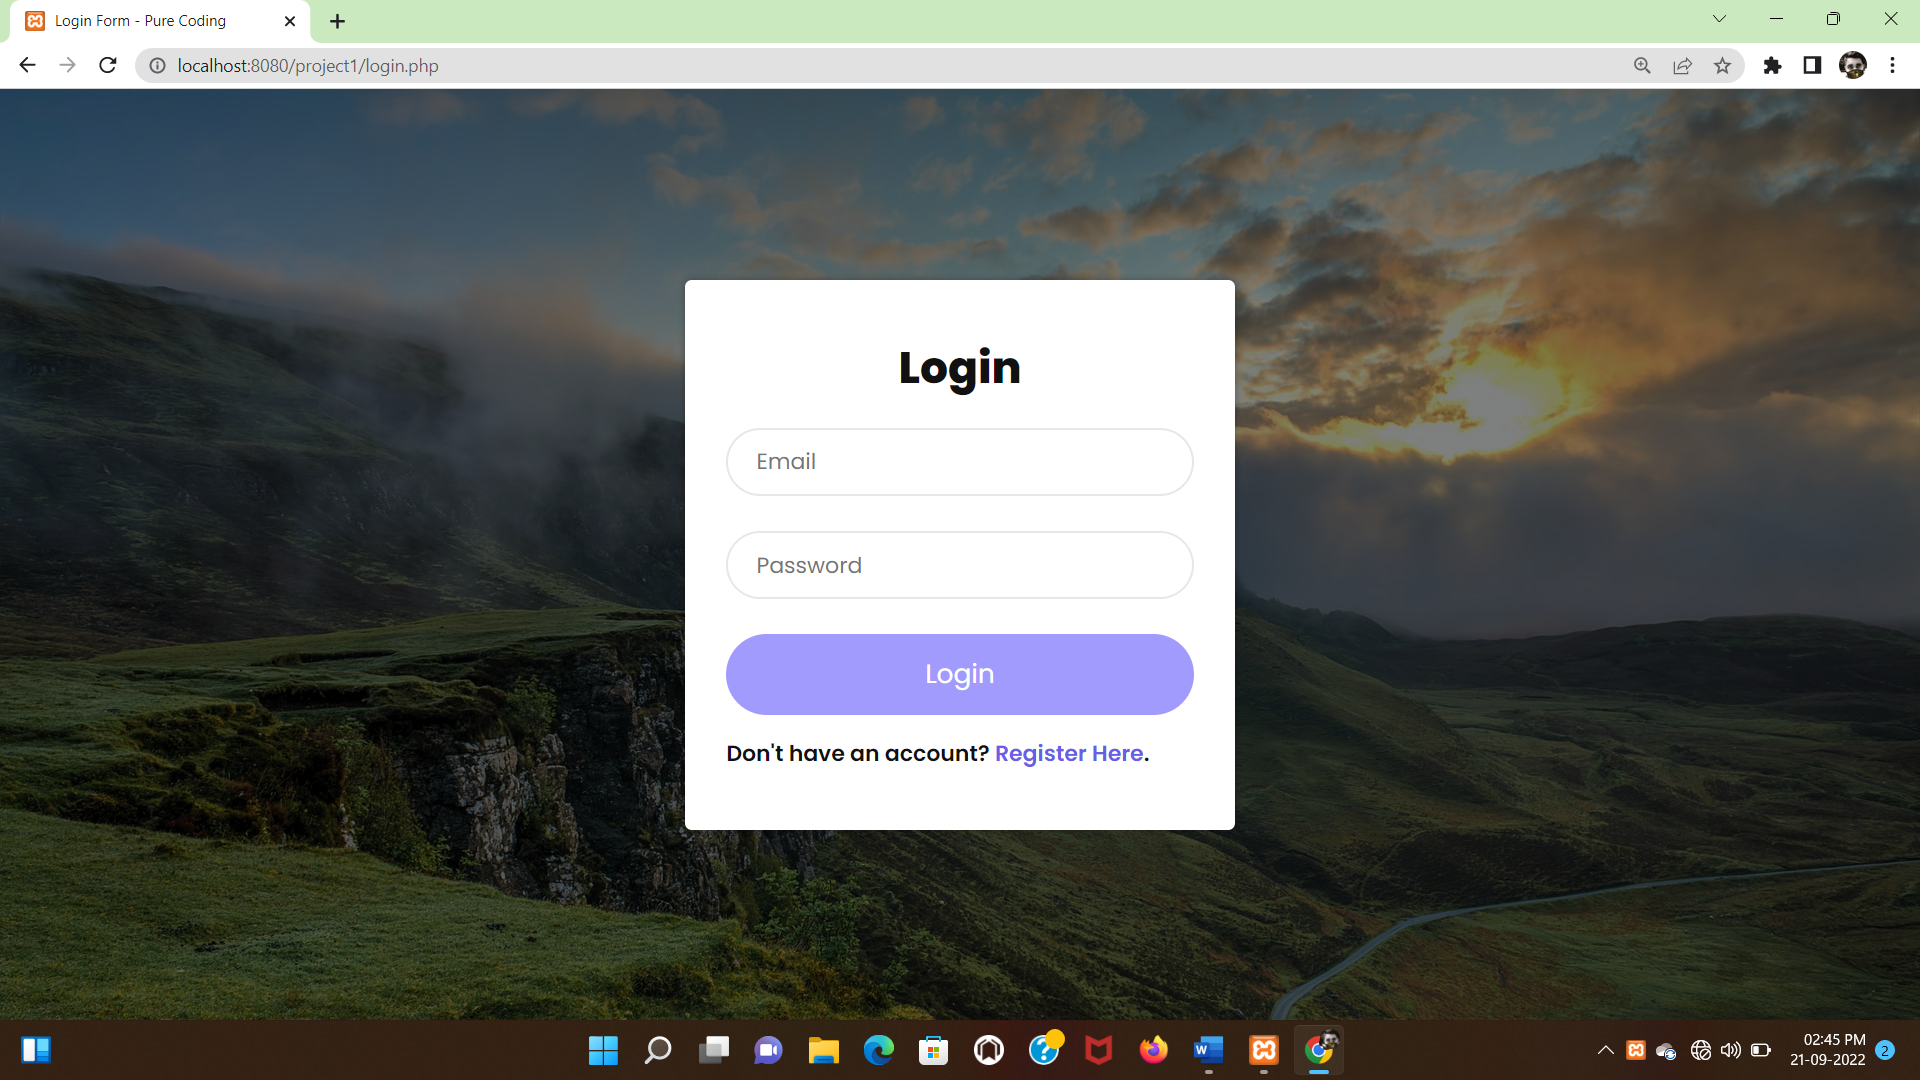 Login Form - Pure Coding
localhost:8080/project1/login.php
Login
Email
Password
Login
Don't have an account? Register Here.
W
02:45 PM
21-09-2022
2